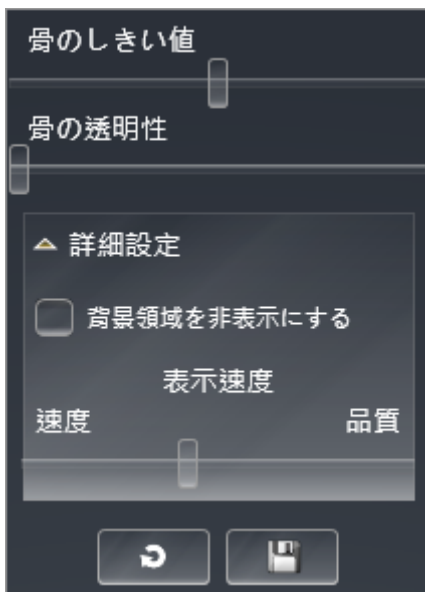 骨のしきい値
骨の透明性
詳細設定
背景領域を非表示にする
表示速度
速度 品質